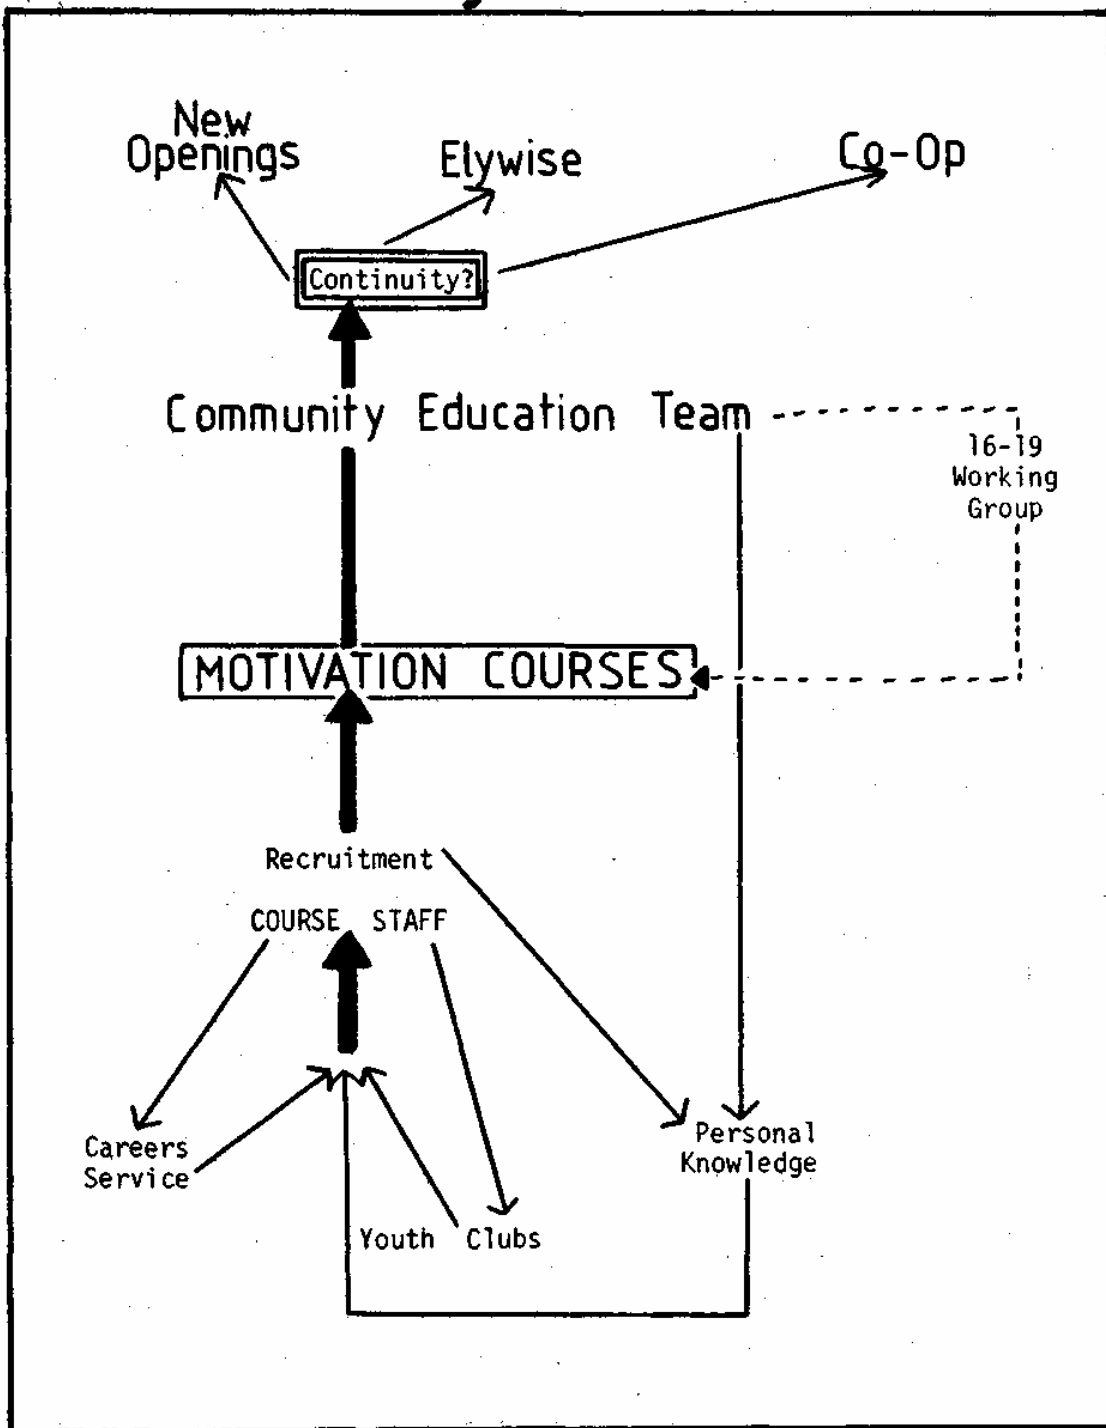 New
Openings
Elywise
Co-Op
Continuity?
Community Education Team
16-19
Working
Group
MOTIVATION COURSES
Recruitment
COURSE STAFF
Careers
Service
Personal
Knowledge
Youth Clubs